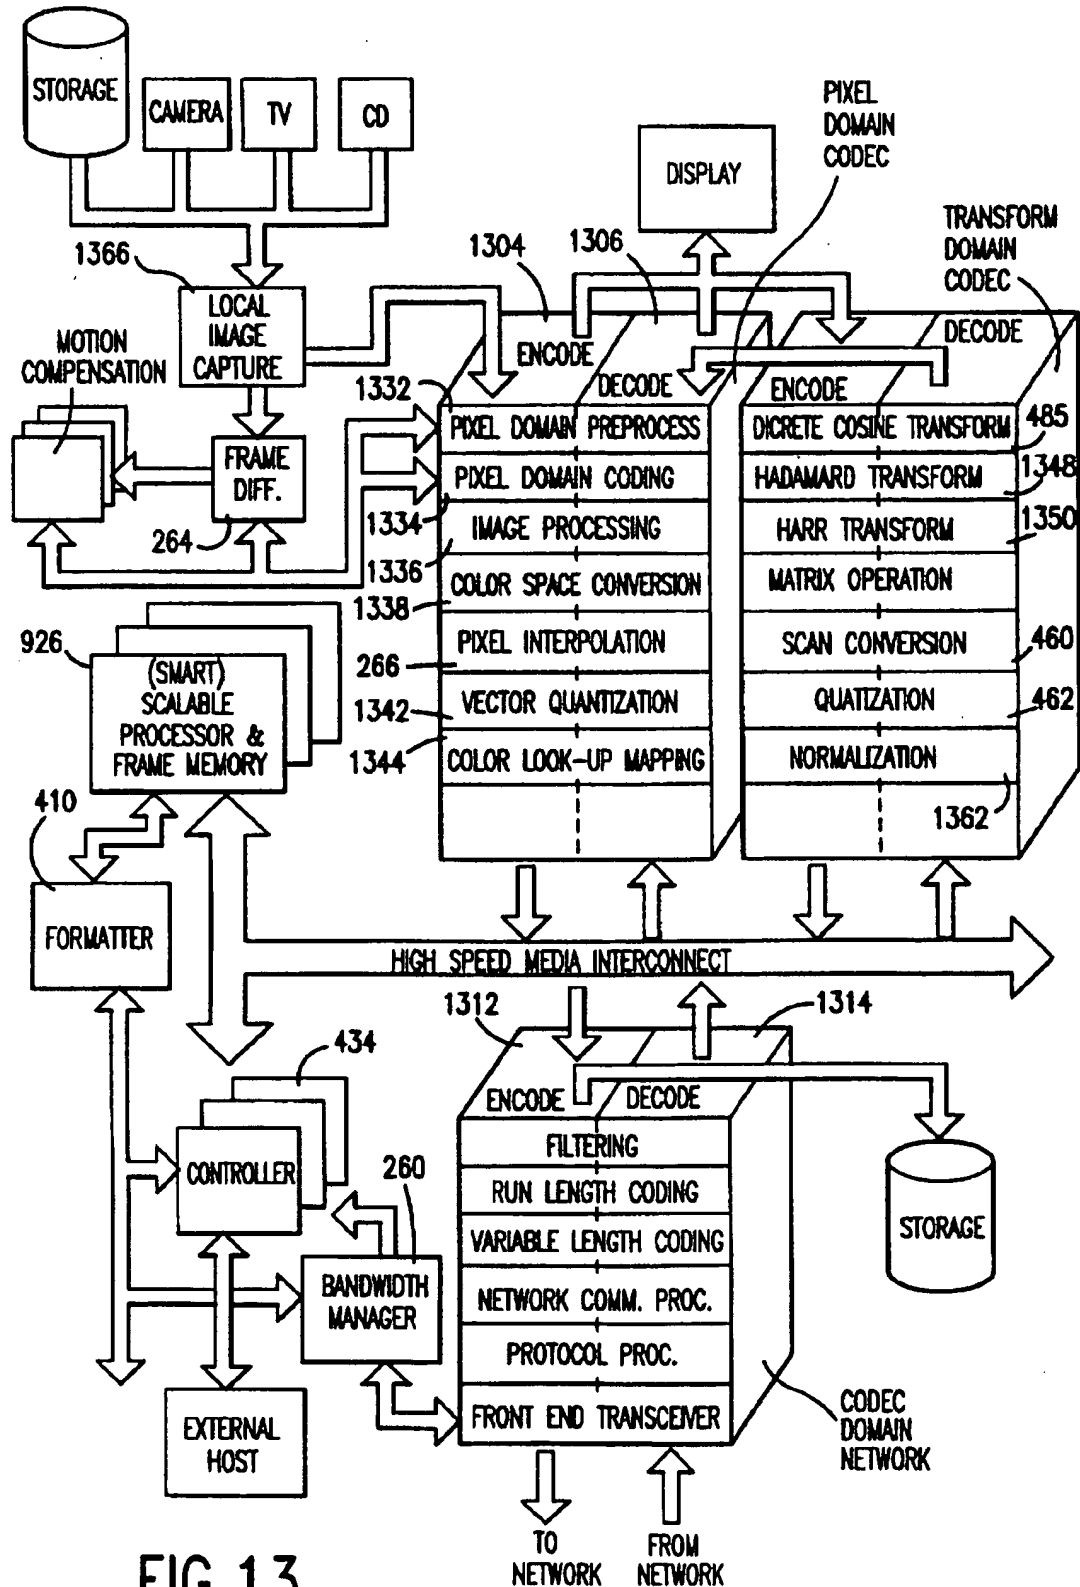 STORAGE
CAMERA
TV
CD
PIXEL
DOMAIN
CODEC
DISPLAY
TRANSFORM
DOMAIN
CODEC
1366
1304
1306
LOCAL
IMAGE
CAPTURE
MOTION
COMPENSATION
ENCODE
DECODE
ENCODE
DECODE
1332
PIXEL DOMAIN PREPROCESS
DICRETE COSINE TRANSFORM
485
FRAME
DIFF.
264
PIXEL DOMAIN CODING
HADAMARD TRANSFORM
1348
1334
IMAGE PROCESSING
HARR TRANSFORM
1350
1336
COLOR SPACE CONVERSION
MATRIX OPERATION
1338
PIXEL INTERPOLATION
SCAN CONVERSION
460
266
VECTOR QUANTIZATION
QUATIZATION
462
1342
COLOR LOOK-UP MAPPING
NORMALIZATION
1344
1362
926
(SMART)
SCALABLE
PROCESSOR &
FRAME MEMORY
410
FORMATTER
HIGH SPEED MEDIA INTERCONNECT
1312
1314
434
CONTROLLER
260
BANDWIDTH
MANAGER
EXTERNAL
HOST
ENCODE
DECODE
FILTERING
RUN LENGTH CODING
VARIABLE LENGTH CODING
NETWORK COMM. PROC.
PROTOCOL PROC.
FRONT END TRANSCEIVER
STORAGE
CODEC
DOMAIN
NETWORK
TO
NETWORK
FROM
NETWORK
FIG. 13